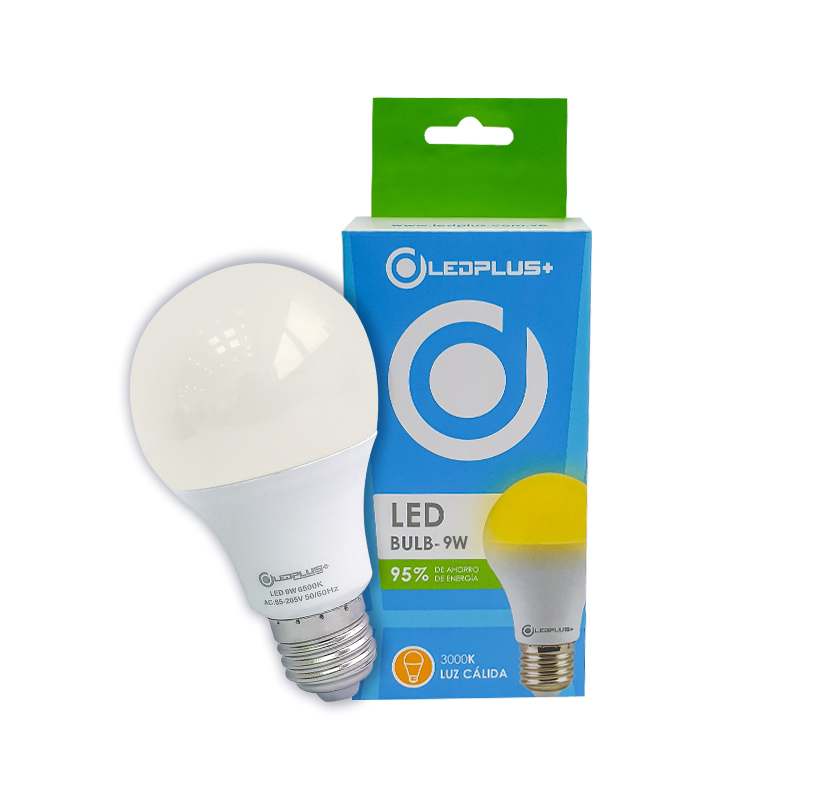 www.ledplus.com.ve
LEDPLUS+
LED
BULB-9W
95% DE AHORRO
DE ENERGÍA
LEDPLUS+
3000K
LUZ CÁLIDA
LEDPLUS+
LED 9W 6500K
AC:85-265V 50/60Hz